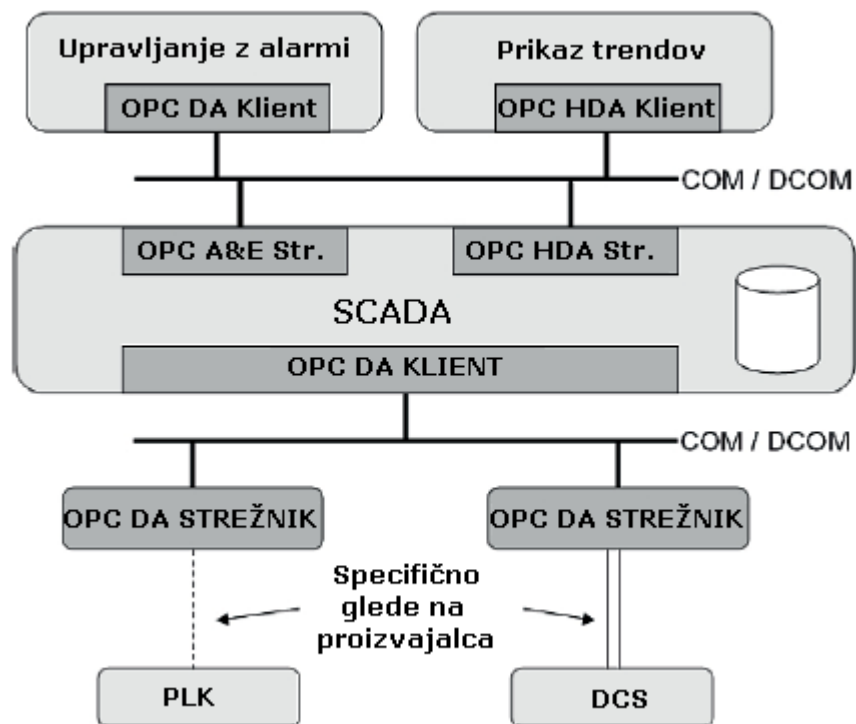 Upravljanje z alarmi
Prikaz trendov
OPC DA Klient
OPC HDA Klient
COM / DCOM
OPC A&E Str.
OPC HDA Str.
SCADA
OPC DA KLIENT
COM / DCOM
OPC DA STREŽNIK
OPC DA STREŽNIK
Specifično
glede na
proizvajalca
PLK
DCS